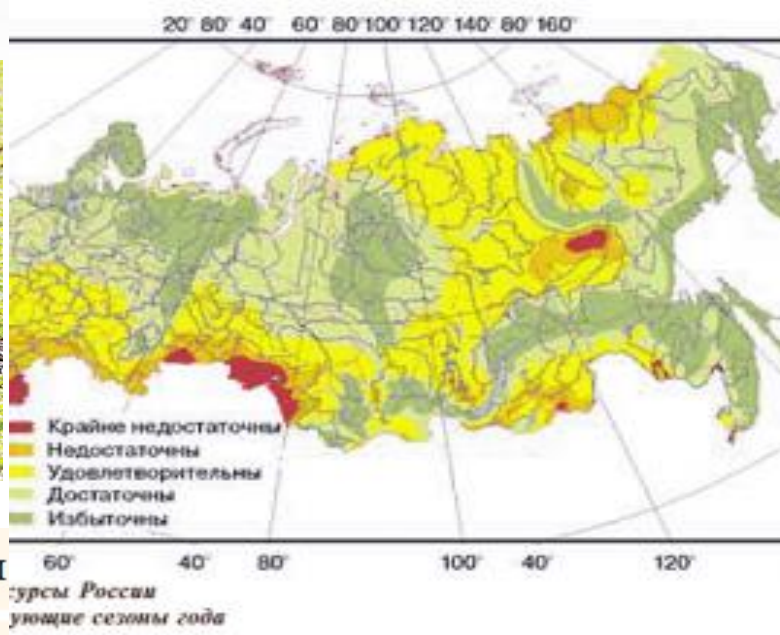 20° 80° 40° 60° 80° 100° 120° 140° 80° 160°
Крайне недостаточны
Недостаточны
Удовлетворительны
Достаточны
Избыточны
60° 40° 80° 100° 40° 120°
сурсы России
ующие сезоны года